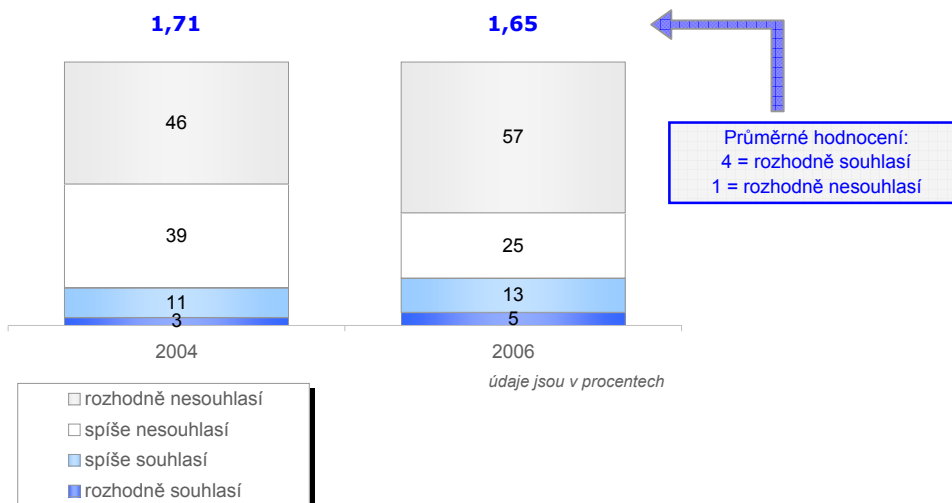 1,71
1,65
46
57
39
25
11
13
3
5
2004
2006
Průměrné hodnocení:
4 = rozhodně souhlasí
1 = rozhodně nesouhlasí
údaje jsou v procentech
rozhodně nesouhlasí
spíše nesouhlasí
spíše souhlasí
rozhodně souhlasí